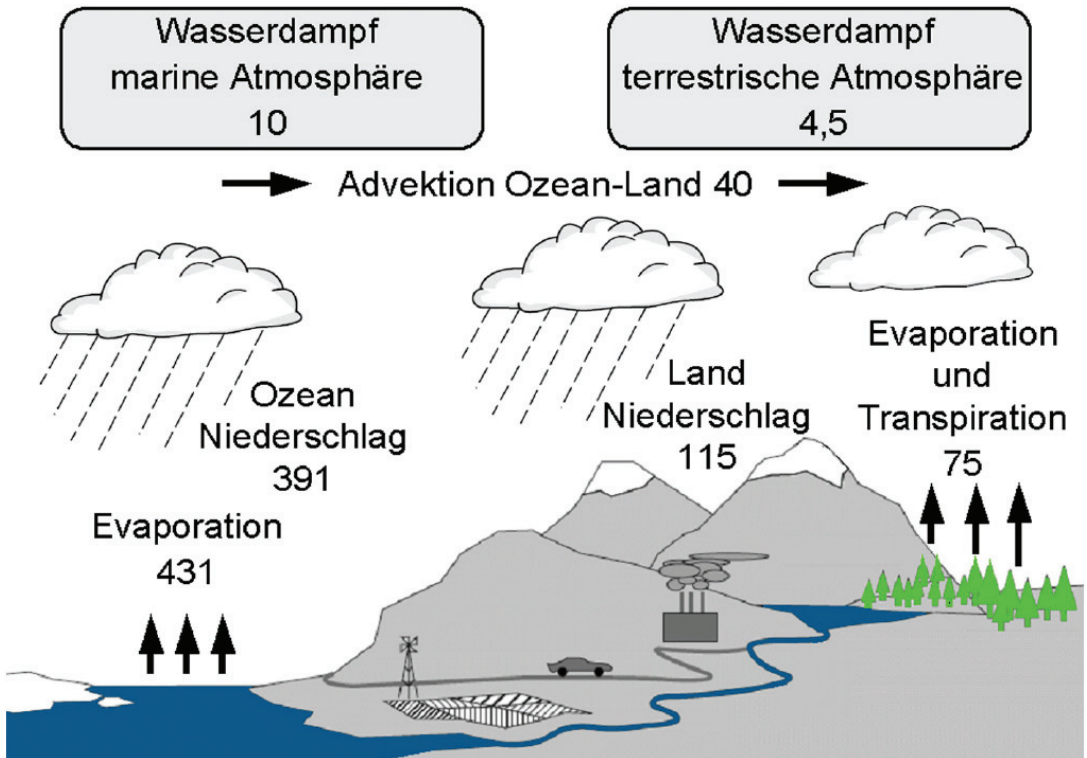 Wasserdampf
marine Atmosphäre
10
Wasserdampf
terrestrische Atmosphäre
4,5
Advektion Ozean-Land 40
Ozean
Niederschlag
391
Land
Niederschlag
115
Evaporation
und
Transpiration
75
Evaporation
431